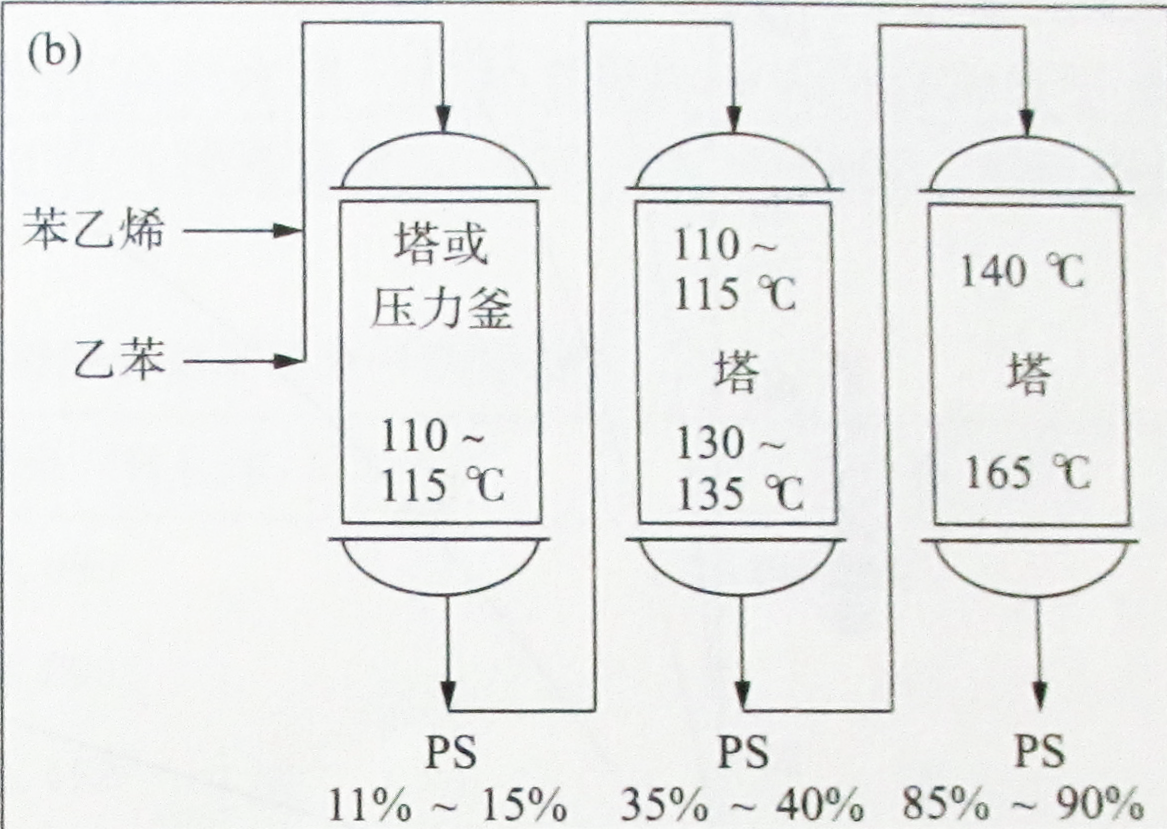 (b)
苯乙烯
乙苯
塔或
压力釜
110 ~
115 ℃
110 ~
115 ℃
塔
130 ~
135 ℃
140 ℃
塔
165 ℃
PS
11% ~ 15%
PS
35% ~ 40%
PS
85% ~ 90%